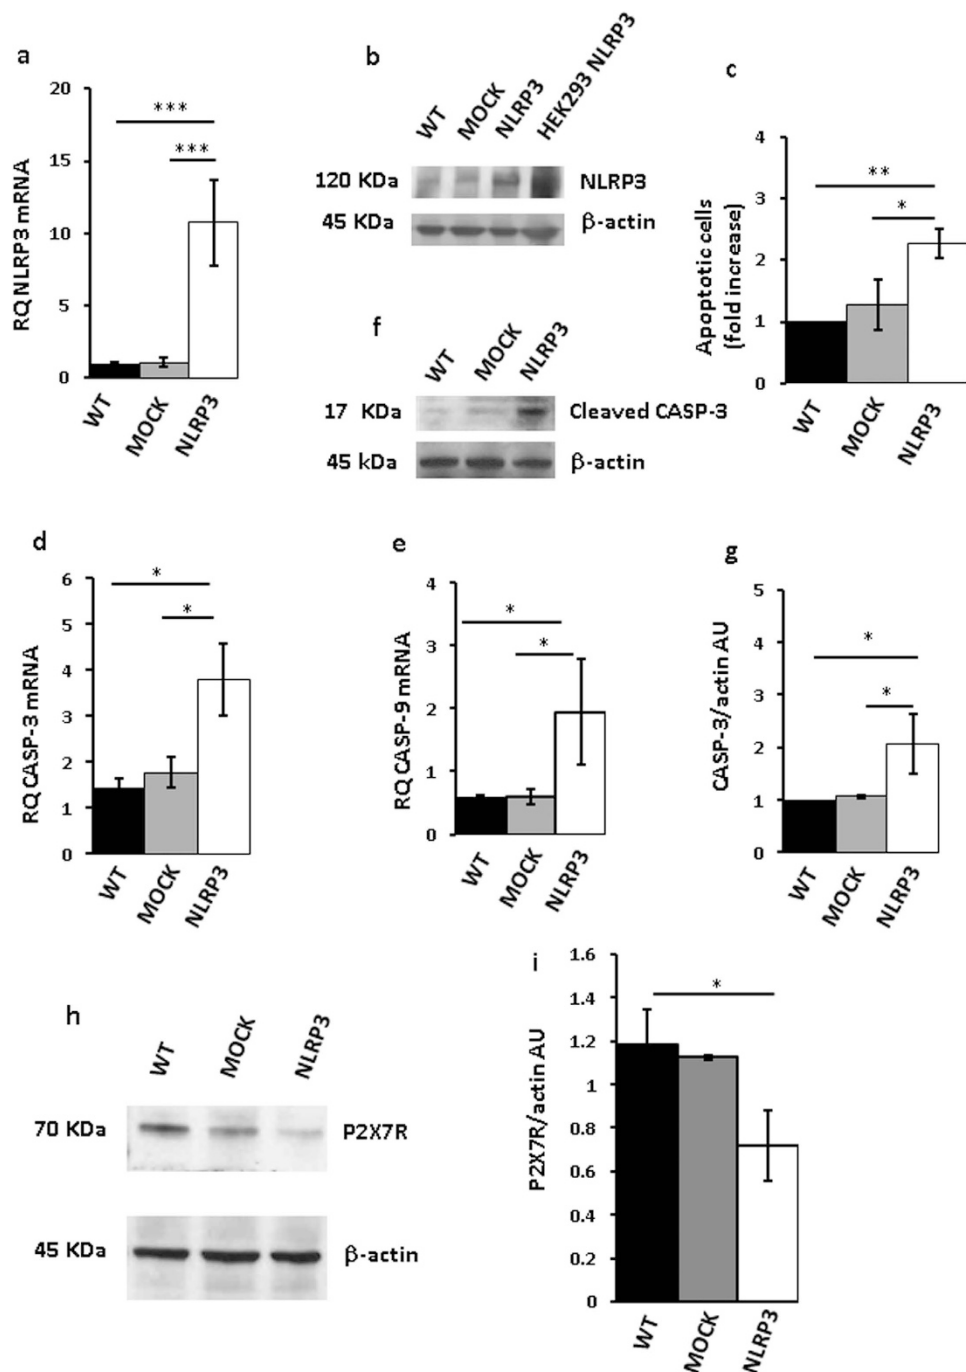 a
RQ NLRP3 mRNA
20
15
10
5
0
***
***
WT
MOCK
NLRP3
b
WT
MOCK
NLRP3
HEK293 NLRP3
120 KDa
NLRP3
45 KDa
β-actin
c
Apoptotic cells
(fold increase)
4
3
2
1
0
**
*
WT
MOCK
NLRP3
f
WT
MOCK
NLRP3
17 KDa
Cleaved CASP-3
45 kDa
β-actin
d
RQ CASP-3 mRNA
6
5
4
3
2
1
0
*
*
WT
MOCK
NLRP3
e
RQ CASP-9 mRNA
4
3
2
1
0
*
*
WT
MOCK
NLRP3
g
CASP-3/actin AU
5
4
3
2
1
0
*
*
WT
MOCK
NLRP3
h
WT
MOCK
NLRP3
70 KDa
P2X7R
45 KDa
β-actin
i
P2X7R/actin AU
1.6
1.4
1.2
1
0.8
0.6
0.4
0.2
0
*
WT
MOCK
NLRP3